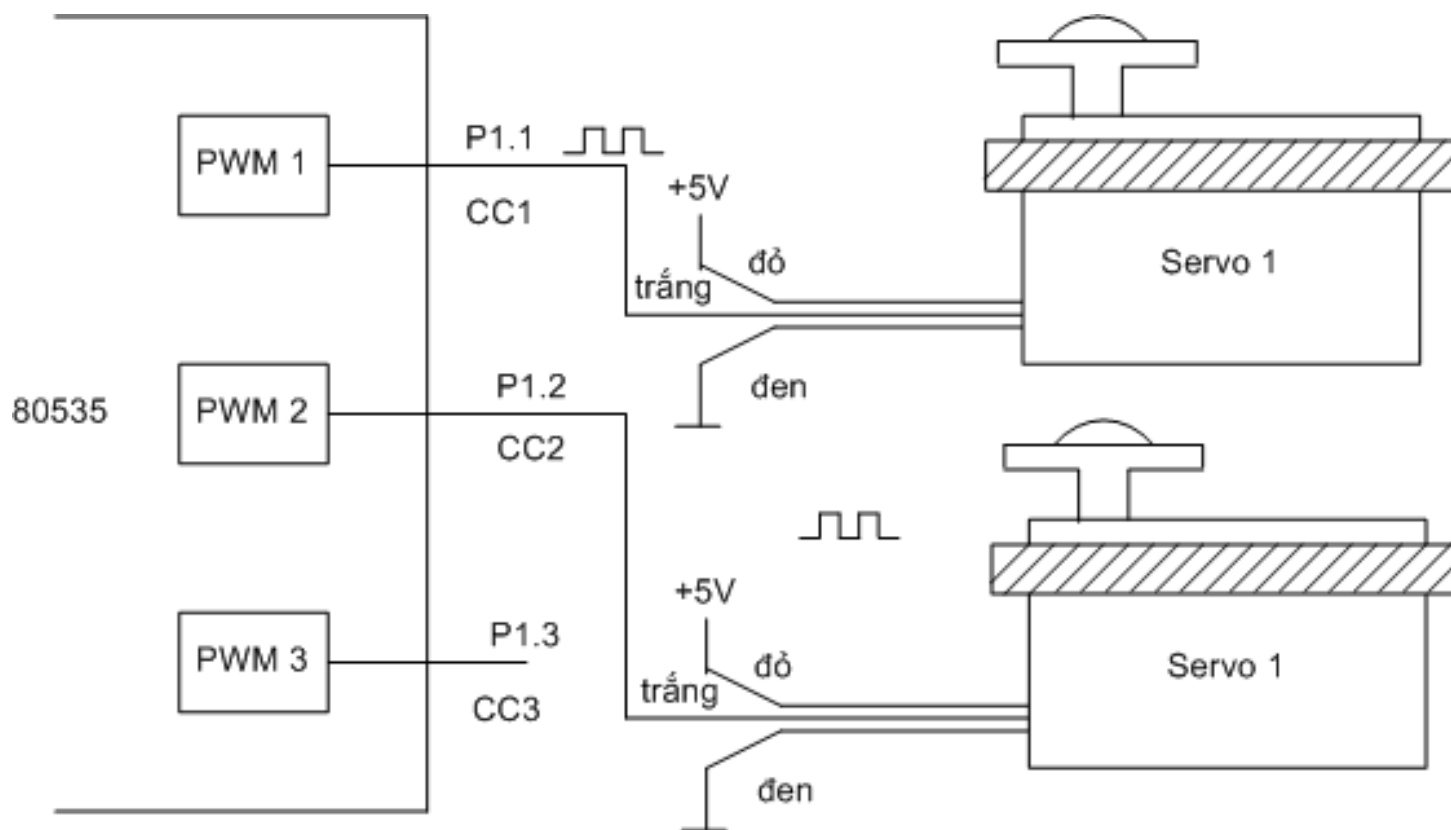 P1.1
PWM 1
CC1
+5V
đỏ
trắng
Servo 1
đen
80535
P1.2
PWM 2
CC2
+5V
đỏ
trắng
Servo 1
đen
P1.3
PWM 3
CC3